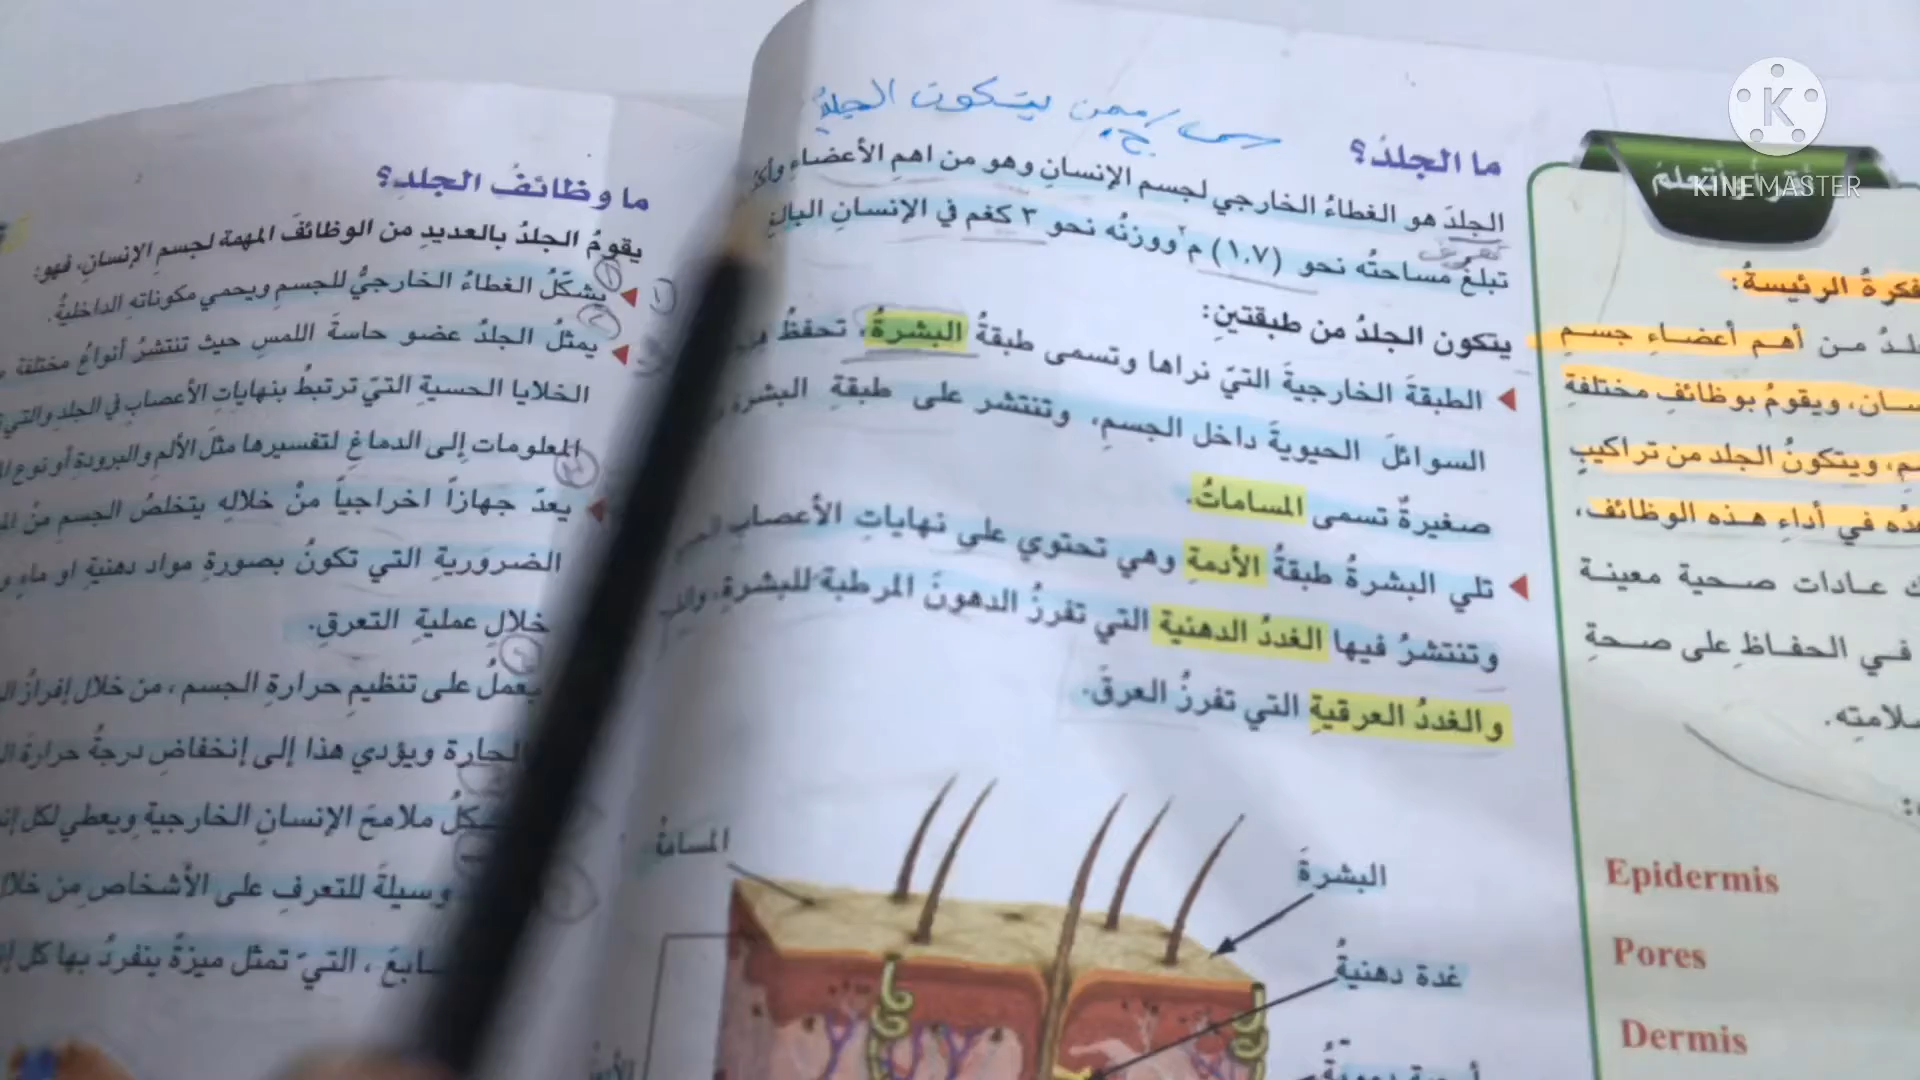 KINEMASTER
أقرأ وأتعلم
فكرةُ الرئيسةُ:
من أهم أعضاءِ جسمِ
ويقومُ بوظائفِ مختلفةِ
ويتكونُ الجلد من تراكيبِ
في أداءِ هذه الوظائف،
عادات صحية معينة
في الحفاظِ على صحةِ
سلامتِه.
Epidermis
Pores
Dermis
س/ ممن يتكون الجلد
ج/
ما الجلدُ؟
الجلدَ هو الغطاءُ الخارجي لجسم الإنسانِ وهو من اهمِ الأعضاءِ
تبلغُ مساحتُه نحو (١.٧) م٢ ووزنُه نحو ٣ كغم في الإنسانِ البالغِ
تعريف
يتكون الجلدُ من طبقتينِ:
الطبقةَ الخارجيةَ التيّ نراها وتسمى طبقةُ البشرةُ، تحفظُ
السوائلَ الحيويةَ داخل الجسمِ، وتنتشر على طبقةِ البشرة
صغيرةٌ تسمى المساماتُ.
تلي البشرةُ طبقةُ الأدمةِ وهي تحتوي على نهاياتِ الأعصابِ
وتنتشرُ فيها الغددُ الدهنية التي تفرزُ الدهونَ المرطبة للبشرةِ،
والغددُ العرقيةِ التي تفرزُ العرقَ.
المسامةُ
البشرةَ
غدة دهنيةُ
ما وظائفُ الجلدِ؟
يقومُ الجلدُ بالعديدِ من الوظائفَ المهمة لجسمِ الإنسانِ، فهو:
يشكّلُ الغطاءُ الخارجيُّ للجسمِ ويحمي مكوناتهِ الداخليةُ.
يمثلُ الجلدُ عضو حاسةَ اللمسِ حيث تنتشرُ أنواعُ مختلفة
الخلايا الحسيةِ التيّ ترتبطُ بنهاياتِ الأعصابِ في الجلد والتي
المعلومات إلى الدماغِ لتفسيرها مثلَ الألمِ والبرودةِ أو نوع
يعدّ جهازاً اخراجياً منْ خلالهِ يتخلصُ الجسم منُ
الضروريةِ التي تكونُ بصورةِ مواد دهنيةِ او ماءِ
خلالِ عمليةِ التعرقِ.
يعملُ على تنظيمِ حرارةِ الجسم، من خلال إفرازُ
الحارة ويؤدي هذا إلى إنخفاضِ درجةُ حرارةَ
ملامحَ الإنسانِ الخارجيةِ ويعطي لكل
وسيلةَ للتعرفِ على الأشخاصِ من خلال
التيّ تمثل ميزةً ينفردُ بها كل